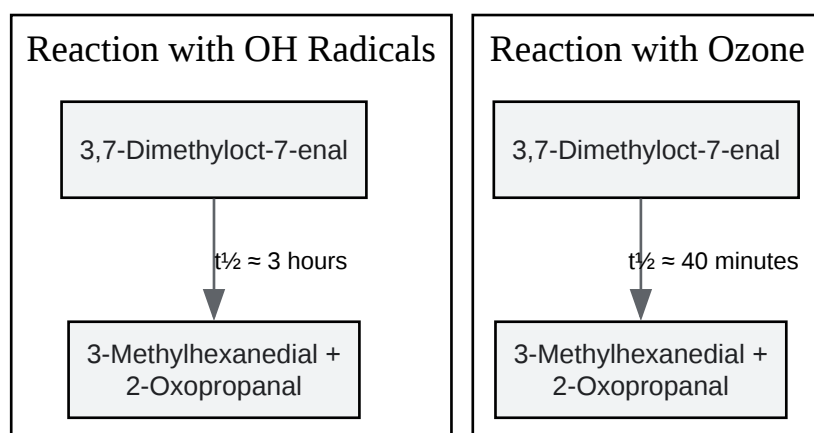 Reaction with OH Radicals
3,7-Dimethyloct-7-enal
t½ ≈ 3 hours
3-Methylhexanedial +
2-Oxopropanal
Reaction with Ozone
3,7-Dimethyloct-7-enal
t½ ≈ 40 minutes
3-Methylhexanedial +
2-Oxopropanal